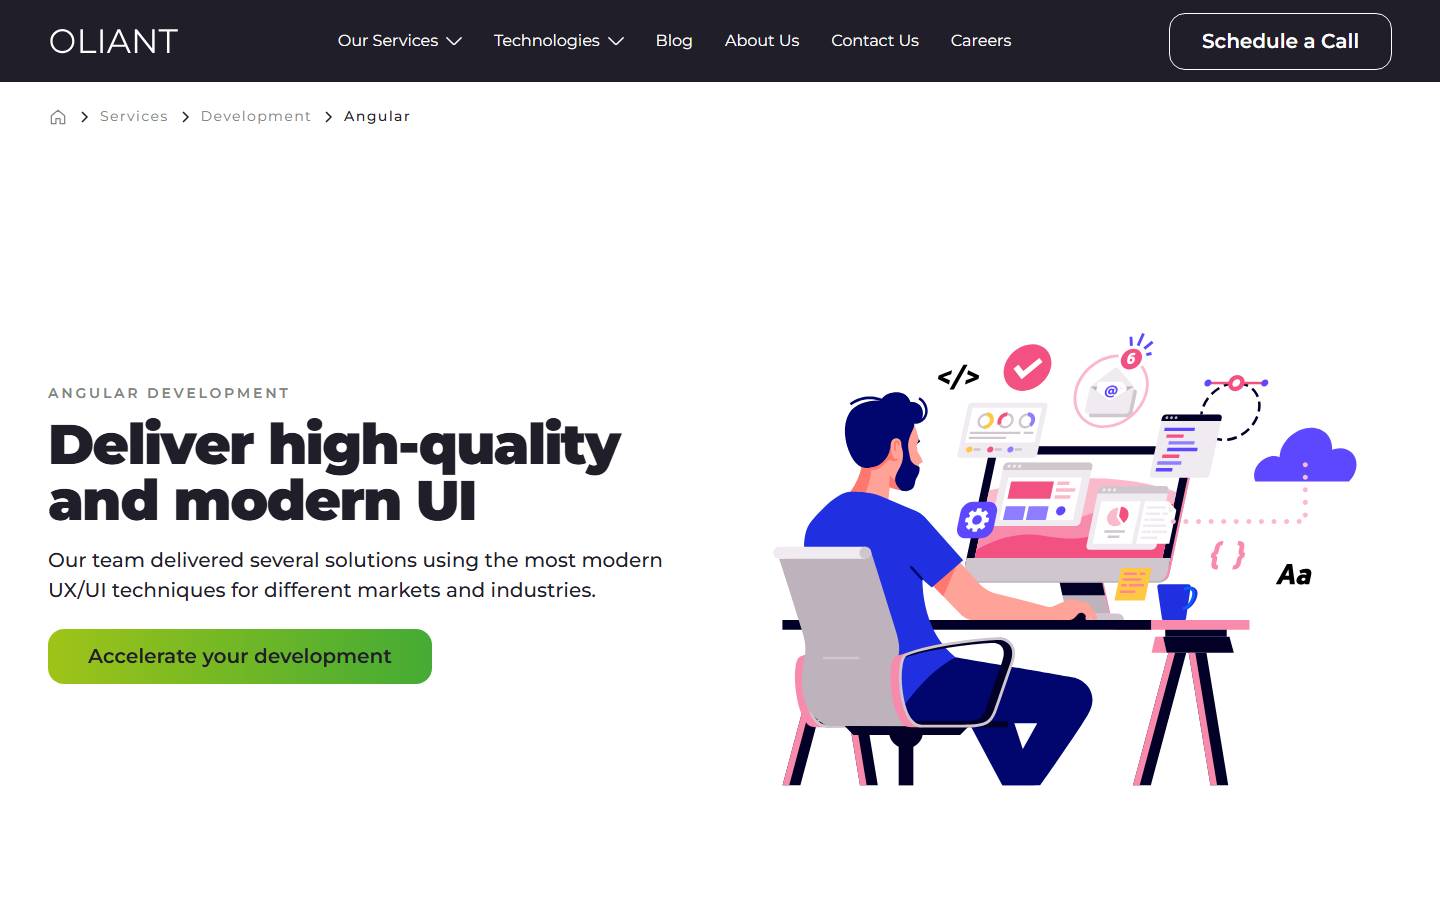 OLIANT
Our Services
Technologies
Blog
About Us
Contact Us
Careers
Schedule a Call
Services
Development
Angular
ANGULAR DEVELOPMENT
Deliver high-quality
and modern UI
Our team delivered several solutions using the most modern
UX/UI techniques for different markets and industries.
Accelerate your development
</>
6
@
{ }
Aa